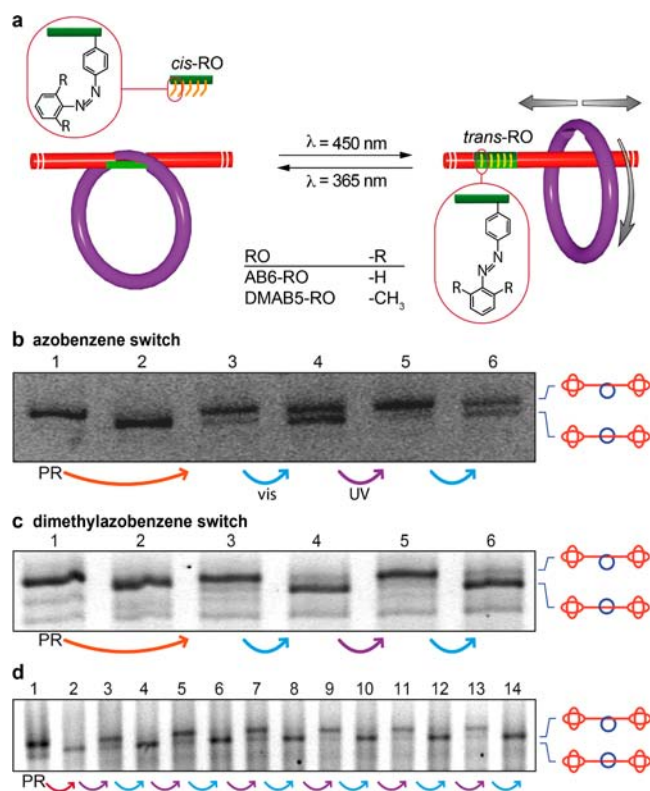 a
R
R
N
N
cis-RO
λ = 450 nm
λ = 365 nm
trans-RO
N
N
R
R
RO -R
AB6-RO -H
DMAB5-RO -CH₃
b azobenzene switch
1 2 3 4 5 6
PR vis UV
c dimethylazobenzene switch
1 2 3 4 5 6
PR
d
1 2 3 4 5 6 7 8 9 10 11 12 13 14
PR